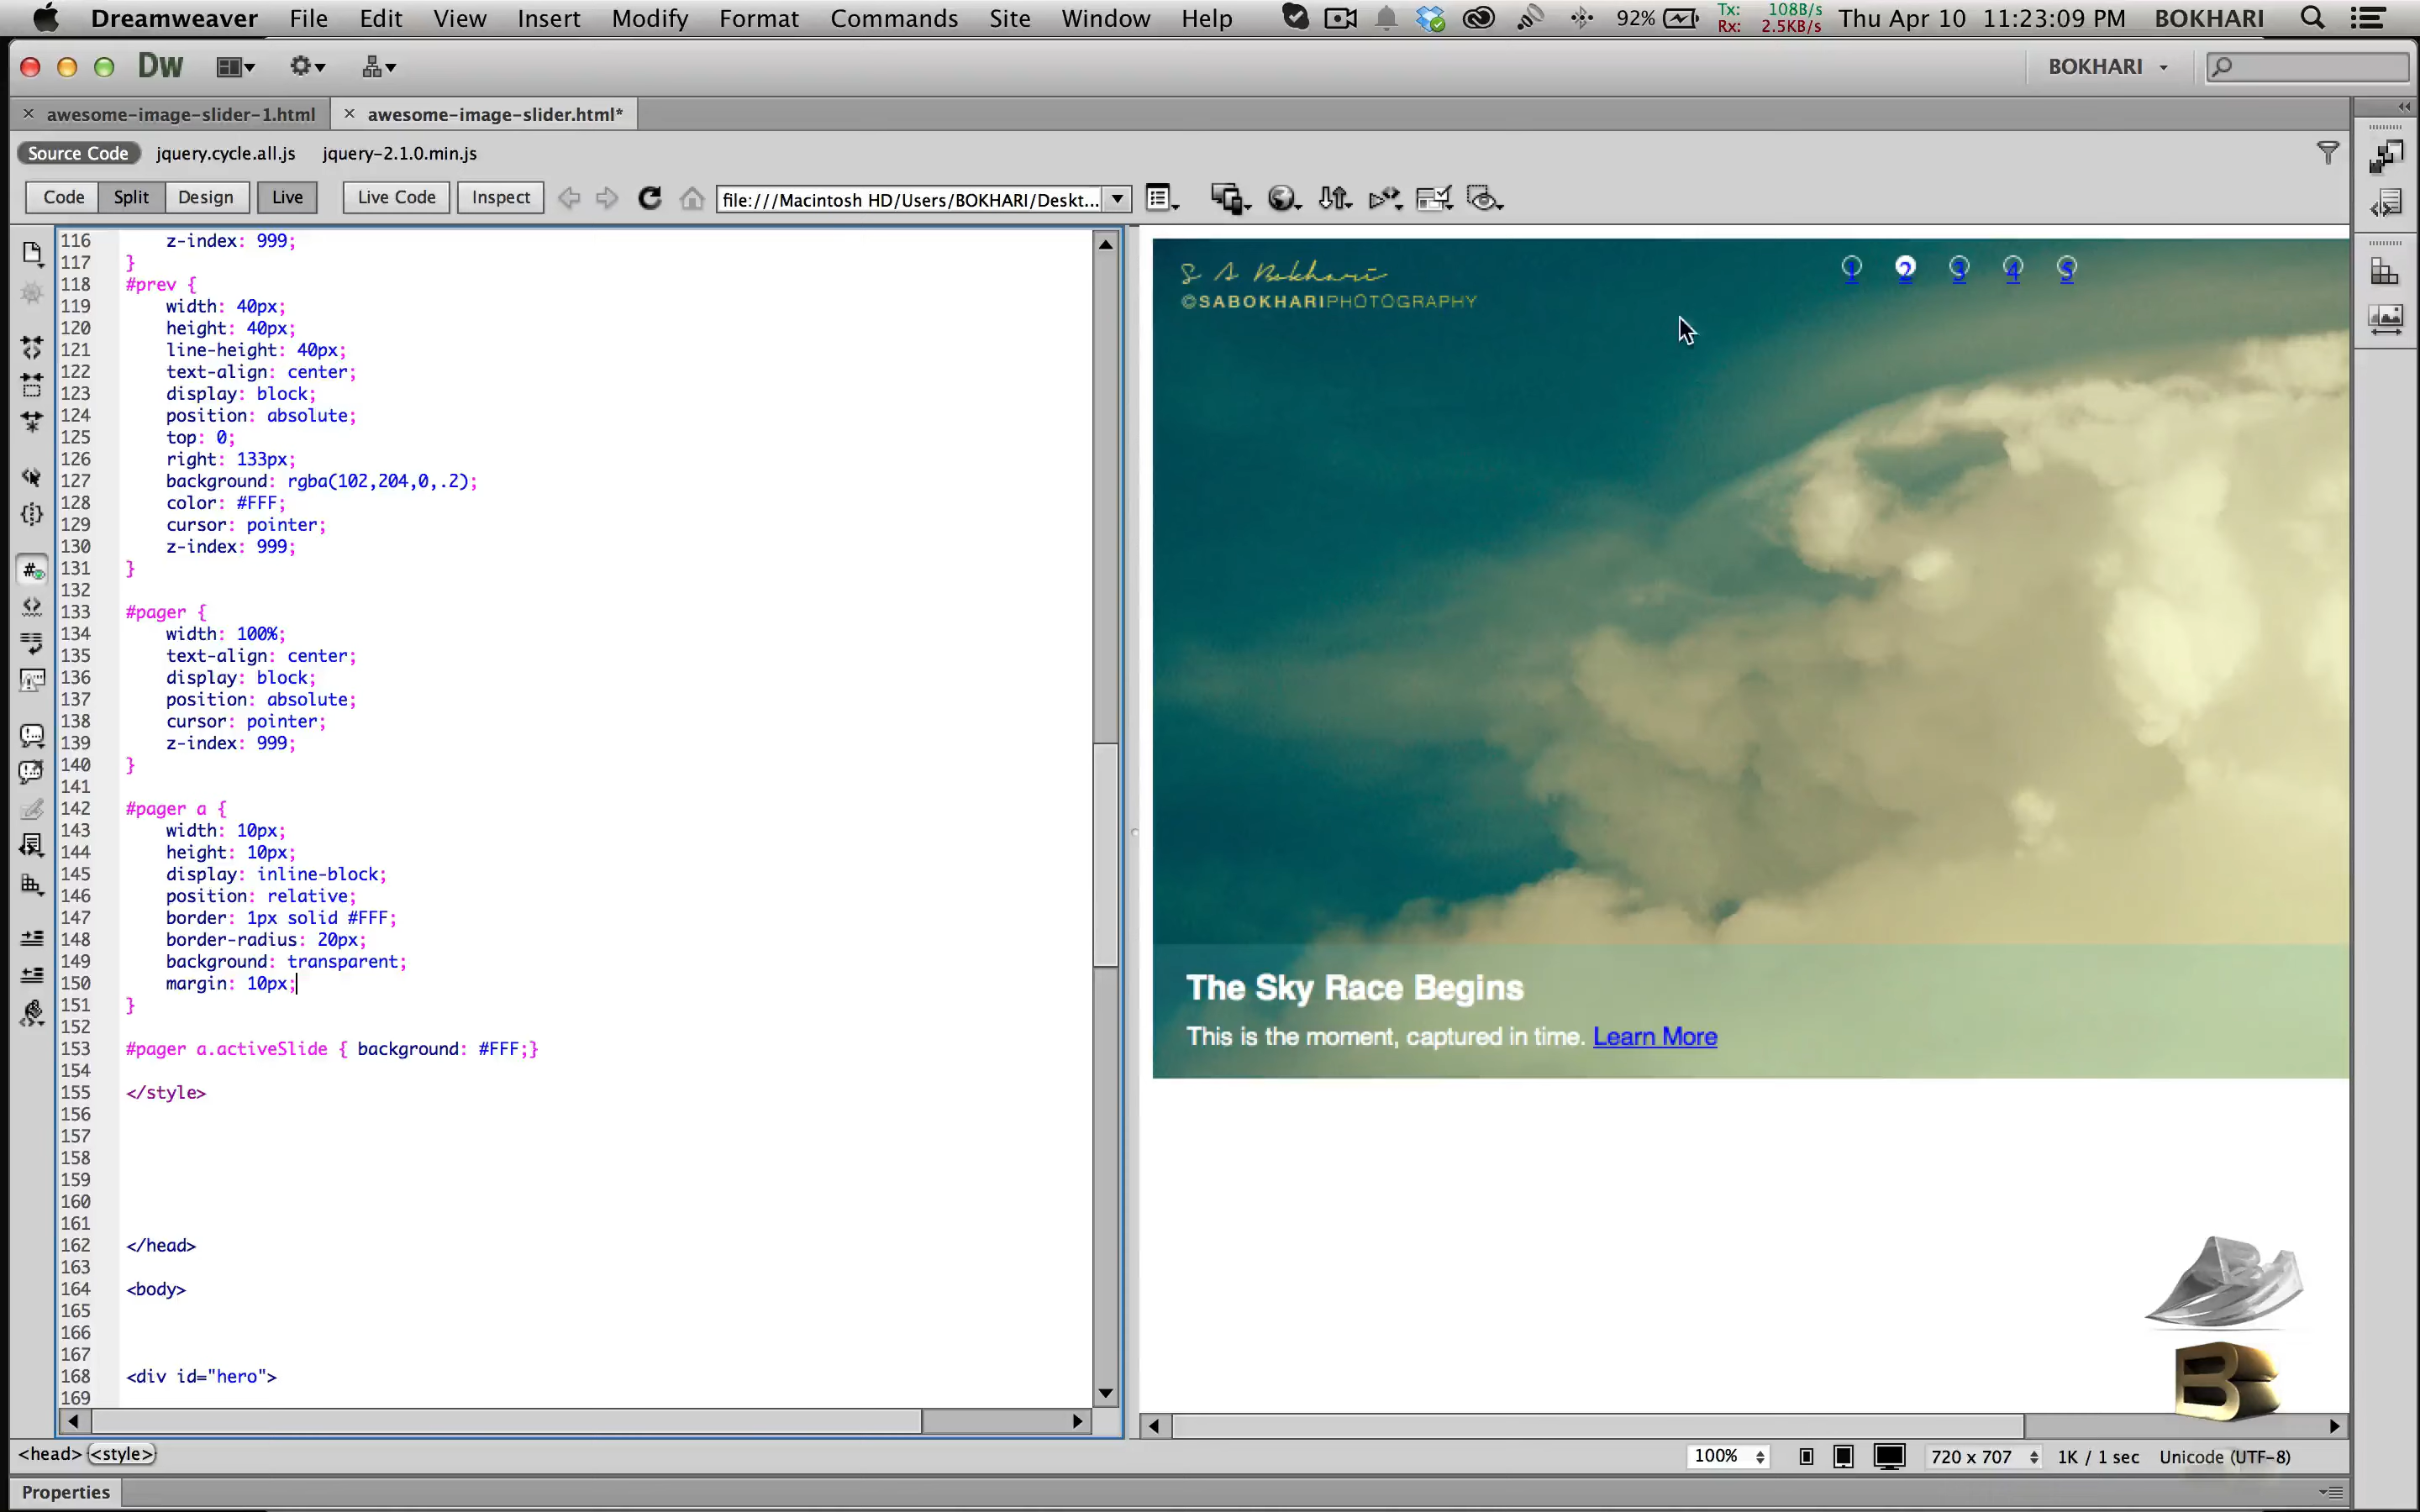 Dreamweaver File Edit View Insert Modify Format Commands Site Window Help 92% Tx: 108B/s Rx: 2.5KB/s Thu Apr 10 11:23:09 PM BOKHARI
Dw BOKHARI
awesome-image-slider-1.html awesome-image-slider.html*
Source Code jquery.cycle.all.js jquery-2.1.0.min.js
Code Split Design Live Live Code Inspect file:///Macintosh HD/Users/BOKHARI/Deskt...
116 z-index: 999;
117 }
118 #prev {
119 width: 40px;
120 height: 40px;
121 line-height: 40px;
122 text-align: center;
123 display: block;
124 position: absolute;
125 top: 0;
126 right: 133px;
127 background: rgba(102,204,0,.2);
128 color: #FFF;
129 cursor: pointer;
130 z-index: 999;
131 }
132
133 #pager {
134 width: 100%;
135 text-align: center;
136 display: block;
137 position: absolute;
138 cursor: pointer;
139 z-index: 999;
140 }
141
142 #pager a {
143 width: 10px;
144 height: 10px;
145 display: inline-block;
146 position: relative;
147 border: 1px solid #FFF;
148 border-radius: 20px;
149 background: transparent;
150 margin: 10px;
151 }
152
153 #pager a.activeSlide { background: #FFF;}
154
155 </style>
156
157
158
159
160
161
162 </head>
163
164 <body>
165
166
167
168 <div id="hero">
169
S A Bokhari
©SABOKHARIPHOTOGRAPHY
1 2 3 4 5
The Sky Race Begins
This is the moment, captured in time. Learn More
B
<head> <style> 100% 720 x 707 1K / 1 sec Unicode (UTF-8)
Properties